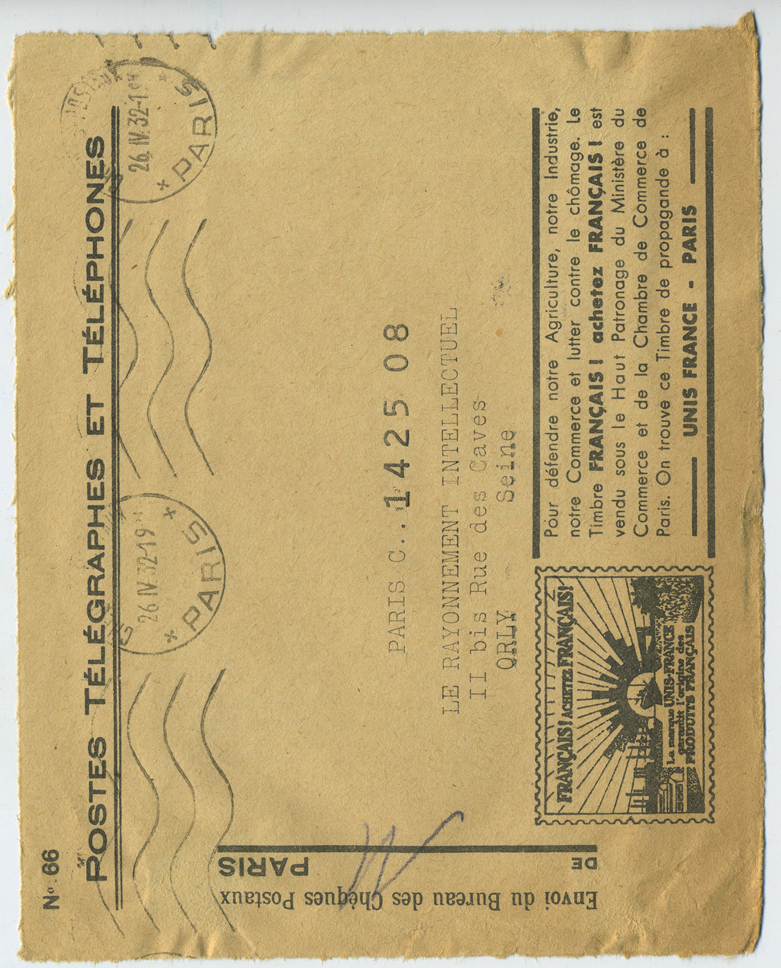 Nº 66
POSTES TÉLÉGRAPHES ET TÉLÉPHONES
PARIS
26 IV 32-19
PARIS
26 IV 32-19
PARIS C.. 1425 08
LE RAYONNEMENT INTELLECTUEL
II bis Rue des Caves
ORLY Seine
Envoi du Bureau des Chèques Postaux
DE PARIS
FRANÇAIS! ACHETEZ FRANÇAIS!
La marque UNIS-FRANCE
garantit l'origine des
PRODUITS FRANÇAIS
Pour défendre notre Agriculture, notre Industrie,
notre Commerce et lutter contre le chômage. Le
Timbre FRANÇAIS! achetez FRANÇAIS! est
vendu sous le Haut Patronage du Ministère du
Commerce et de la Chambre de Commerce de
Paris. On trouve ce Timbre de propagande à :
UNIS FRANCE - PARIS